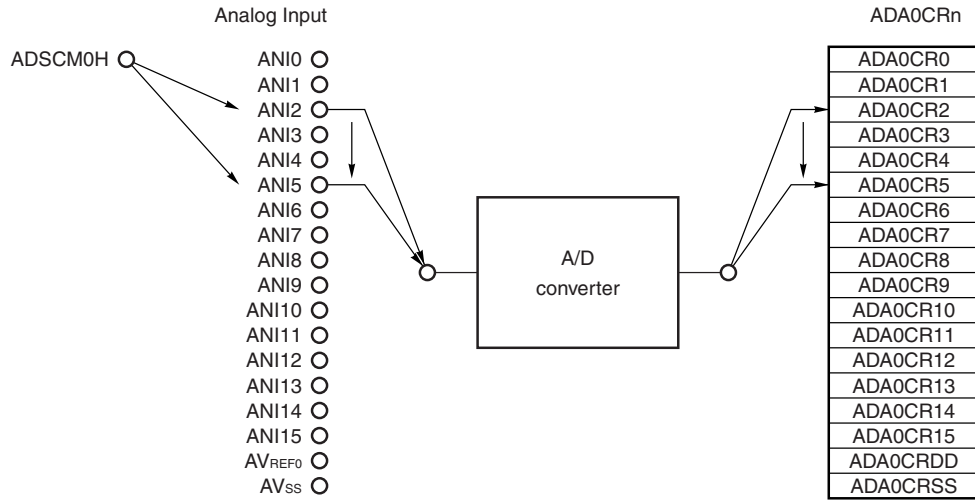 Analog Input
ADA0CRn
ADSCM0H
ANI0
ANI1
ANI2
ANI3
ANI4
ANI5
ANI6
ANI7
ANI8
ANI9
ANI10
ANI11
ANI12
ANI13
ANI14
ANI15
AVREF0
AVSS
A/D
converter
ADA0CR0
ADA0CR1
ADA0CR2
ADA0CR3
ADA0CR4
ADA0CR5
ADA0CR6
ADA0CR7
ADA0CR8
ADA0CR9
ADA0CR10
ADA0CR11
ADA0CR12
ADA0CR13
ADA0CR14
ADA0CR15
ADA0CRDD
ADA0CRSS